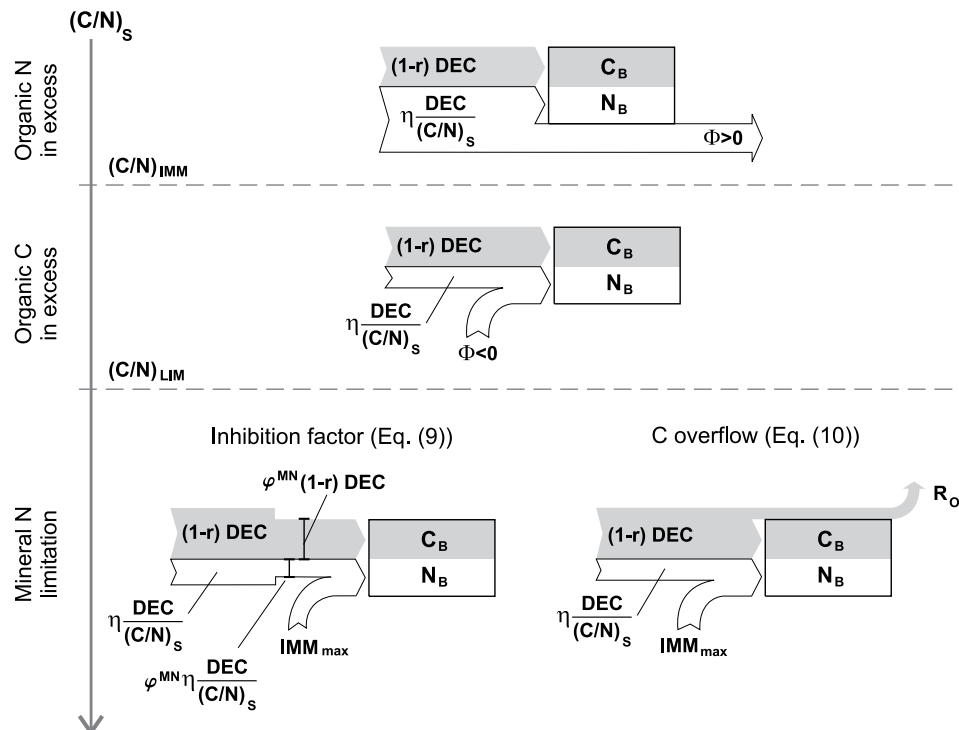 (C/N)S
Organic N
in excess
(1-r) DEC
CB
NB
η DEC/(C/N)S
Φ>0
(C/N)IMM
Organic C
in excess
(1-r) DEC
CB
NB
η DEC/(C/N)S
Φ<0
(C/N)LIM
Mineral N
limitation
Inhibition factor (Eq. (9))
φMN(1-r) DEC
(1-r) DEC
CB
NB
η DEC/(C/N)S
IMMmax
φMNη DEC/(C/N)S
C overflow (Eq. (10))
RO
(1-r) DEC
CB
NB
η DEC/(C/N)S
IMMmax